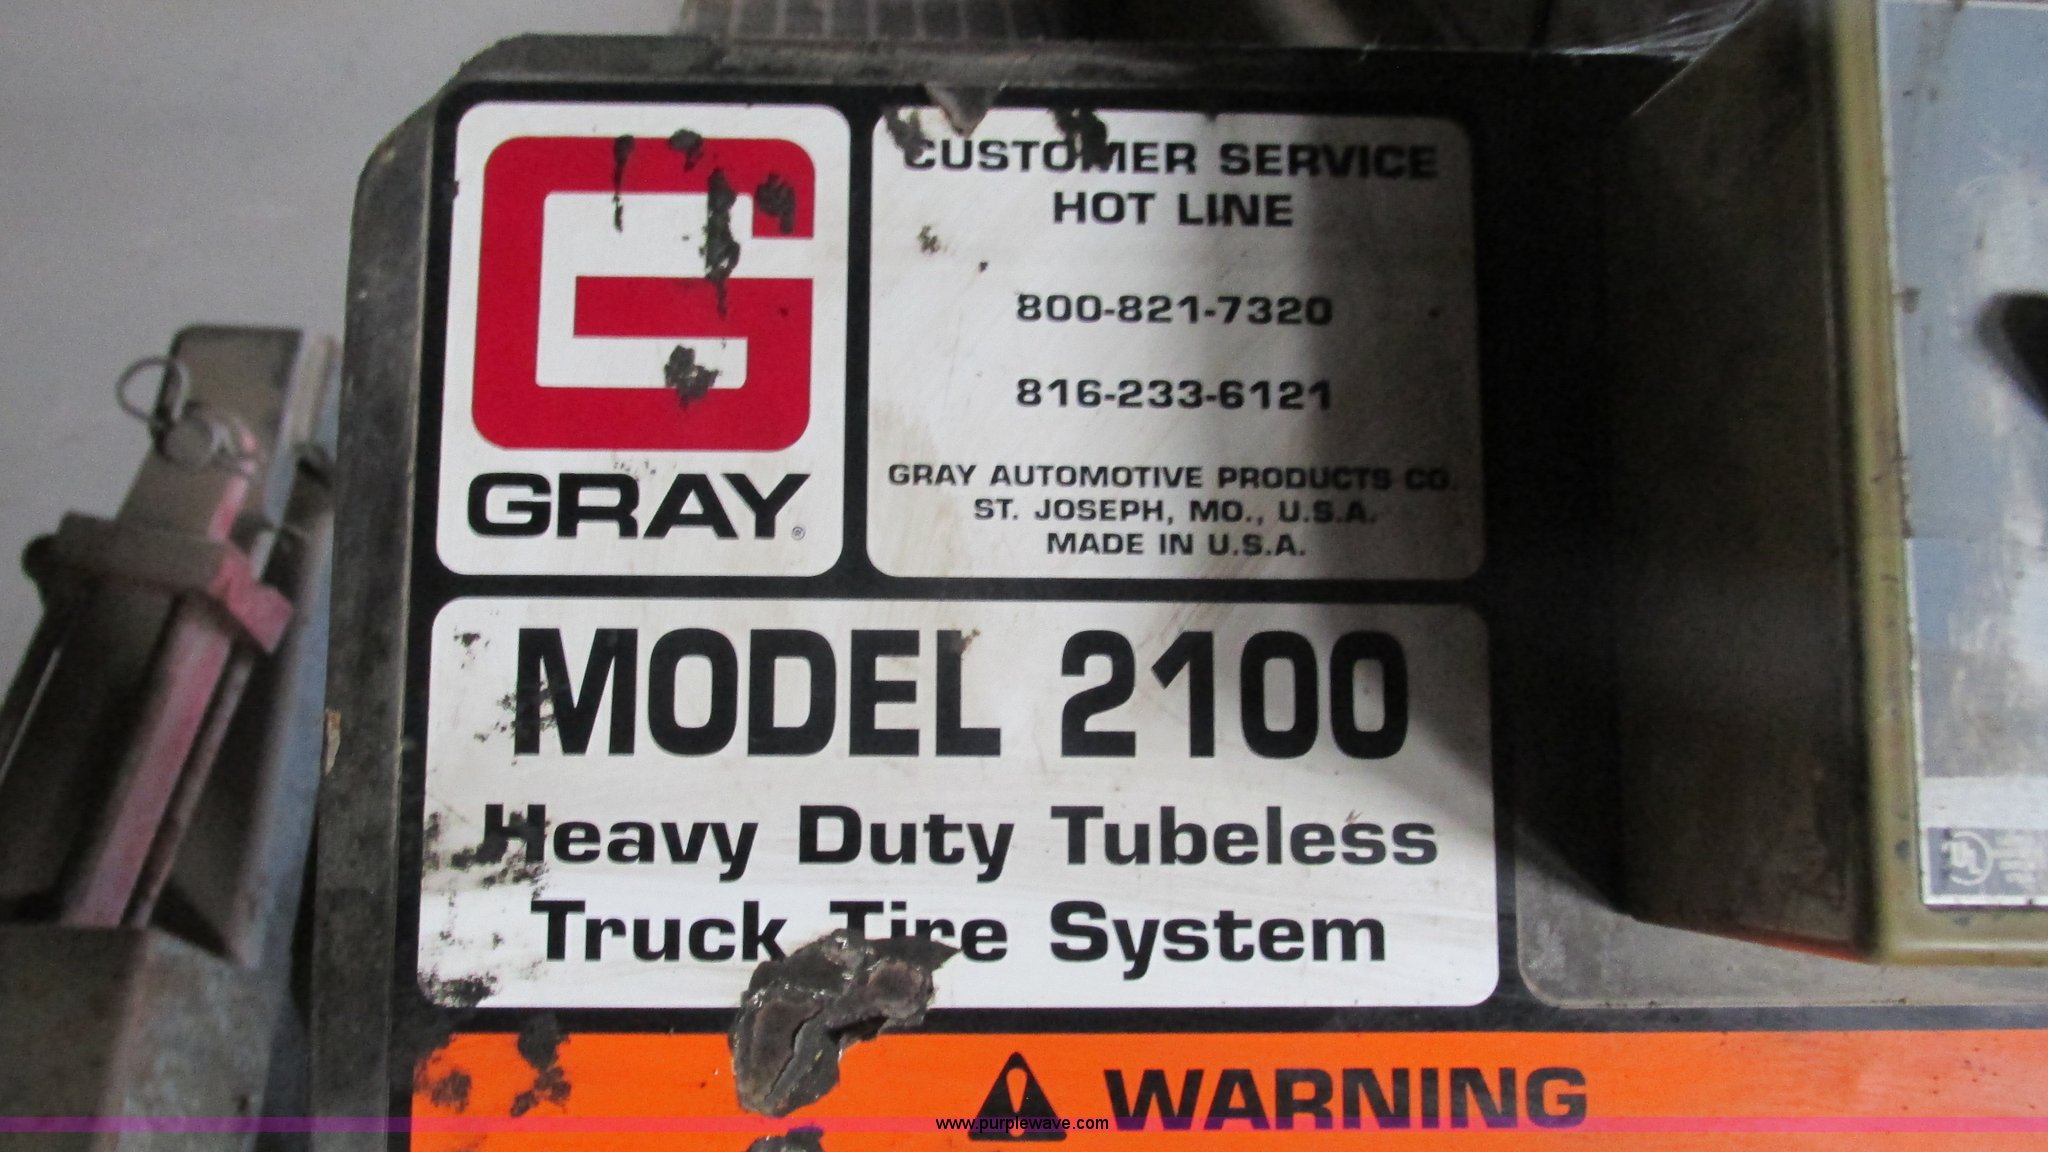 G
GRAY®
CUSTOMER SERVICE
HOT LINE
800-821-7320
816-233-6121
GRAY AUTOMOTIVE PRODUCTS CO.
ST. JOSEPH, MO., U.S.A.
MADE IN U.S.A.
MODEL 2100
Heavy Duty Tubeless
Truck Tire System
WARNING
UL
www.purplewave.com